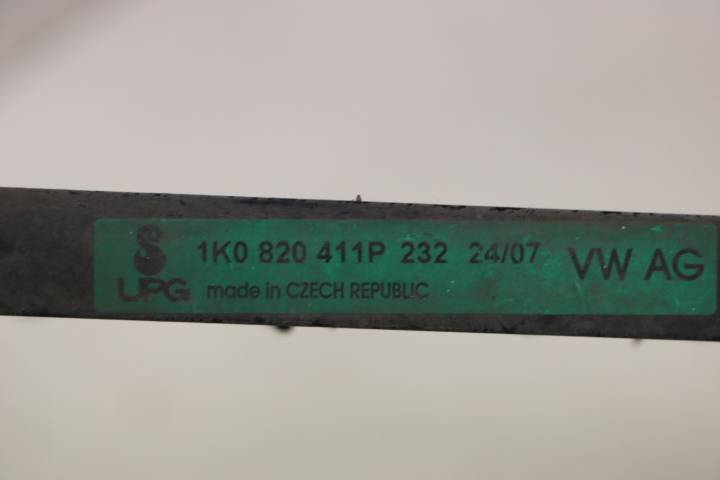 1K0 820 411P 232 24/07 VW AG
UPG made in CZECH REPUBLIC